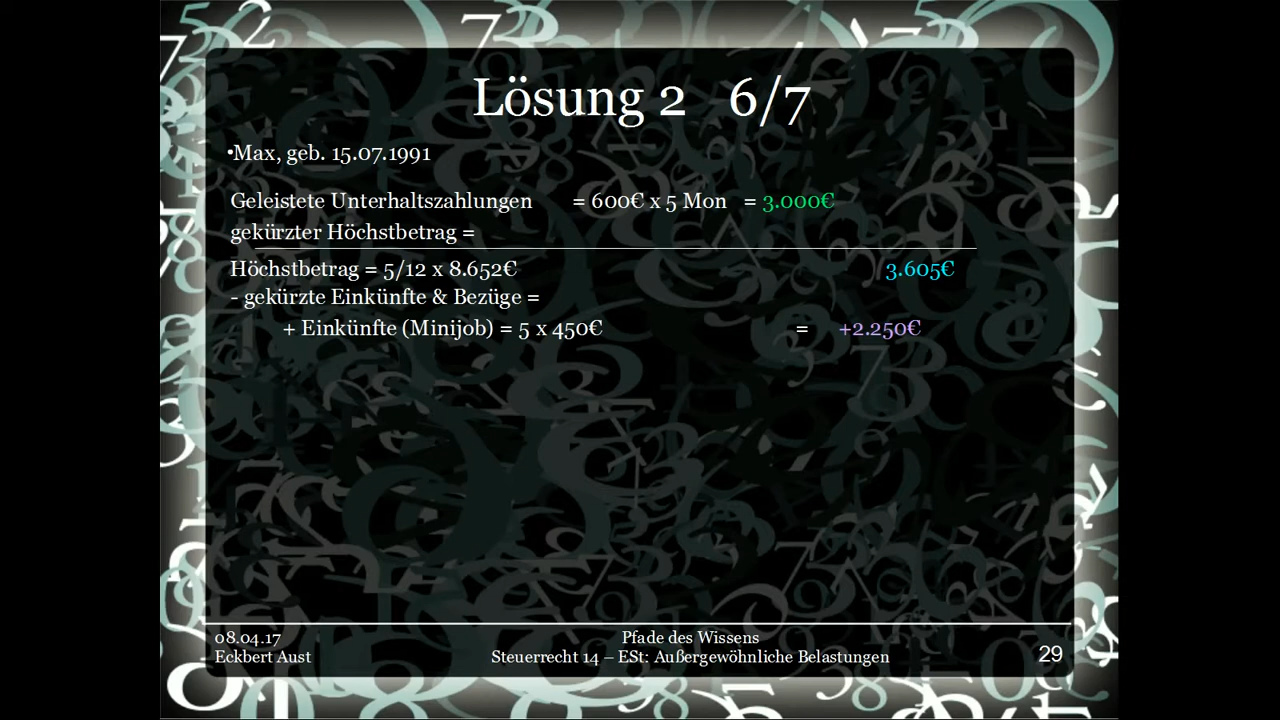 Lösung 2 6/7
•Max, geb. 15.07.1991
Geleistete Unterhaltszahlungen = 600€ x 5 Mon = 3.000€
gekürzter Höchstbetrag =
Höchstbetrag = 5/12 x 8.652€ 3.605€
- gekürzte Einkünfte & Bezüge =
+ Einkünfte (Minijob) = 5 x 450€ = +2.250€
08.04.17 Pfade des Wissens
Eckbert Aust Steuerrecht 14 – ESt: Außergewöhnliche Belastungen 29